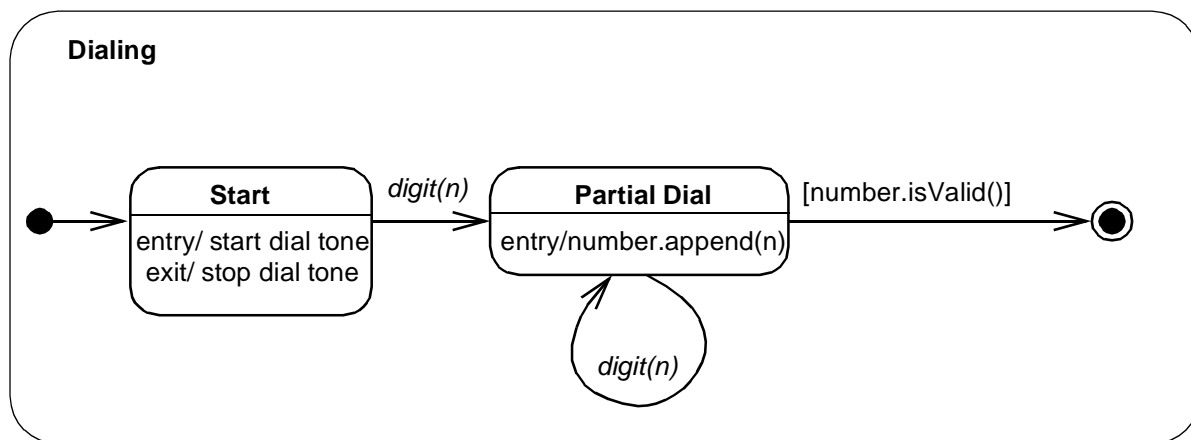 Dialing
Start
entry/ start dial tone
exit/ stop dial tone
digit(n)
Partial Dial
entry/number.append(n)
digit(n)
[number.isValid()]